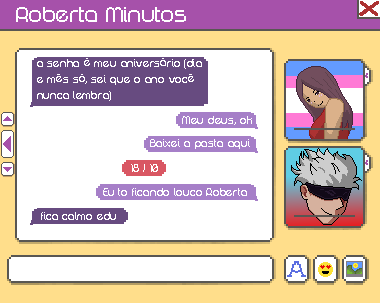 Roberta Minutos
a senha é meu aniversário (dia
e mês só, sei que o ano você
nunca lembra)
Meu deus, ok
Baixei a pasta aqui
18 / 10
Eu to ficando louco Roberta
fica calmo edu
A